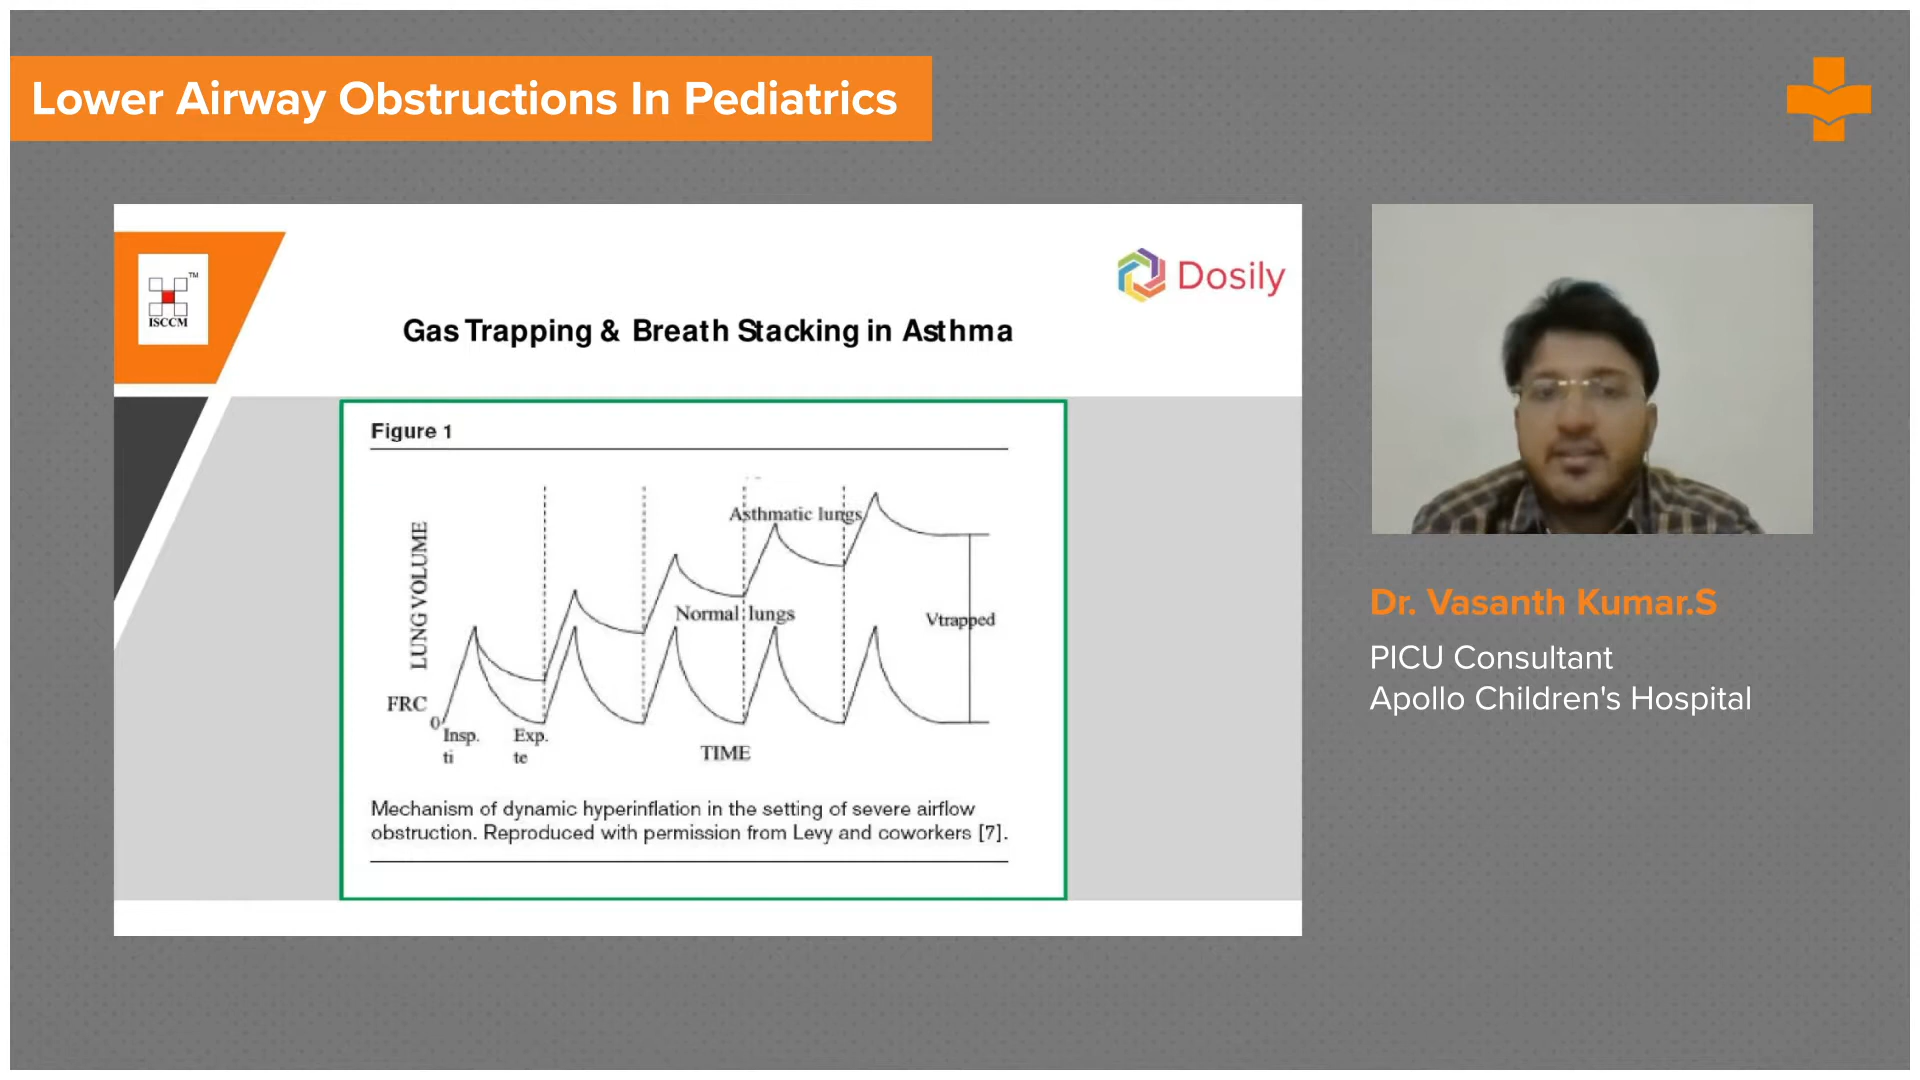 Lower Airway Obstructions In Pediatrics
TM
ISCCM
Dosily
Gas Trapping & Breath Stacking in Asthma
Figure 1
LUNG VOLUME
Asthmatic lungs
Normal lungs
Vtrapped
FRC
0
Insp.
ti
Exp.
te
TIME
Mechanism of dynamic hyperinflation in the setting of severe airflow
obstruction. Reproduced with permission from Levy and coworkers [7].
Dr. Vasanth Kumar.S
PICU Consultant
Apollo Children's Hospital